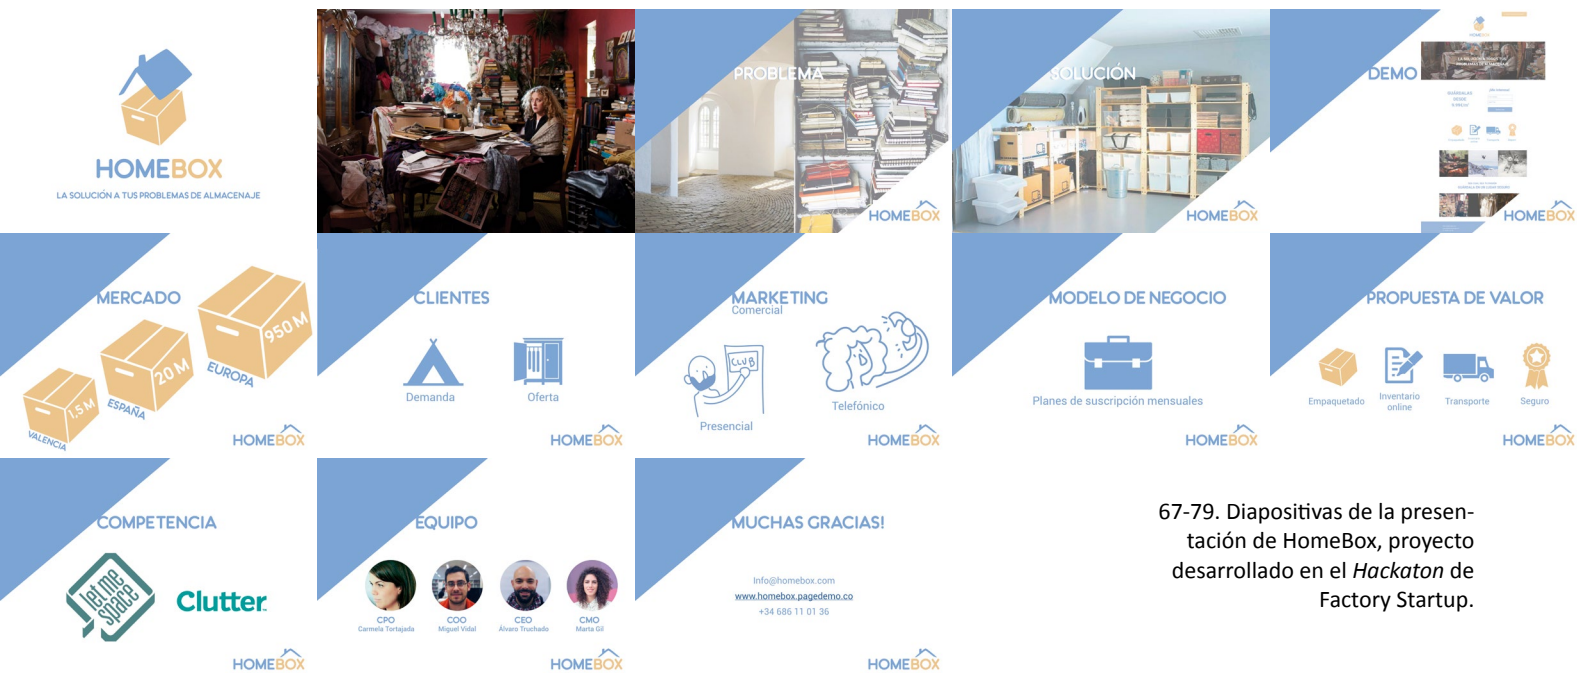 HOMEBOX
LA SOLUCIÓN A TUS PROBLEMAS DE ALMACENAJE
PROBLEMA
HOMEBOX
SOLUCIÓN
HOMEBOX
DEMO
HOMEBOX
HOMEBOX
MERCADO
1,5 M
VALENCIA
20 M
ESPAÑA
950 M
EUROPA
HOMEBOX
CLIENTES
Demanda
Oferta
HOMEBOX
MARKETING
Comercial
CLUB
Presencial
Telefónico
HOMEBOX
MODELO DE NEGOCIO
Planes de suscripción mensuales
HOMEBOX
PROPUESTA DE VALOR
Empaquetado
Inventario
online
Transporte
Seguro
HOMEBOX
COMPETENCIA
let me
space
Clutter
HOMEBOX
EQUIPO
CPO
Carmela Tortajada
COO
Miguel Vidal
CEO
Álvaro Truchado
CMO
Marta Gil
HOMEBOX
MUCHAS GRACIAS!
Info@homebox.com
www.homebox.pagedemo.co
+34 686 11 01 36
HOMEBOX
67-79. Diapositivas de la presen-
tación de HomeBox, proyecto
desarrollado en el Hackaton de
Factory Startup.